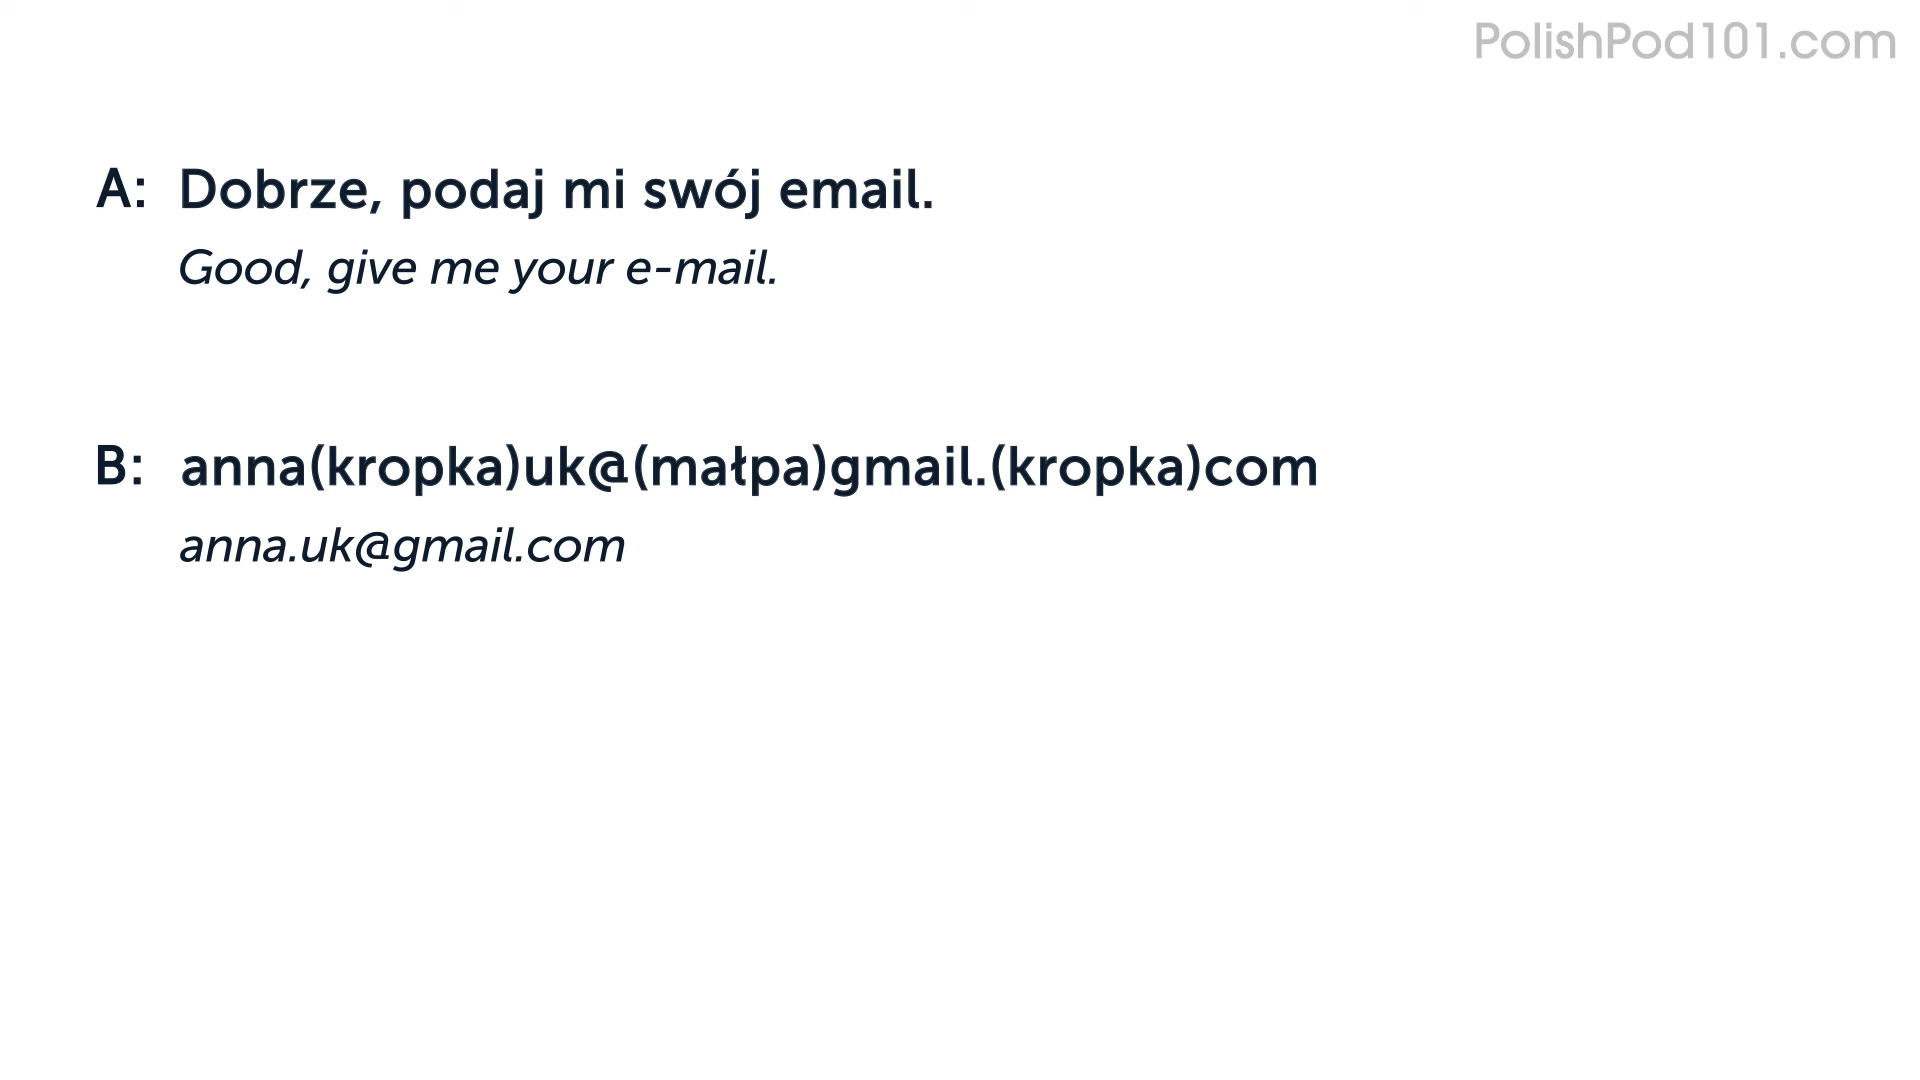 PolishPod101.com
A: Dobrze, podaj mi swój email.
Good, give me your e-mail.
B: anna(kropka)uk@(małpa)gmail.(kropka)com
anna.uk@gmail.com